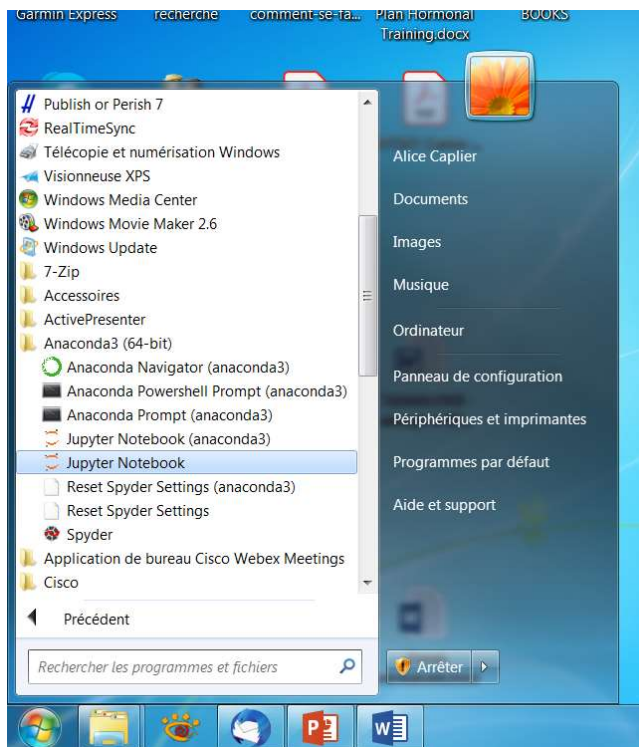 Garmin Express recherche comment-se-fa... Plan Hormonal BOOKS
Training.docx
Publish or Perish 7
RealTimeSync
Télécopie et numérisation Windows
Visionneuse XPS
Windows Media Center
Windows Movie Maker 2.6
Windows Update
7-Zip
Accessoires
ActivePresenter
Anaconda3 (64-bit)
Anaconda Navigator (anaconda3)
Anaconda Powershell Prompt (anaconda3)
Anaconda Prompt (anaconda3)
Jupyter Notebook (anaconda3)
Jupyter Notebook
Reset Spyder Settings (anaconda3)
Reset Spyder Settings
Spyder
Application de bureau Cisco Webex Meetings
Cisco
Précédent
Rechercher les programmes et fichiers
Alice Caplier
Documents
Images
Musique
Ordinateur
Panneau de configuration
Périphériques et imprimantes
Programmes par défaut
Aide et support
Arrêter